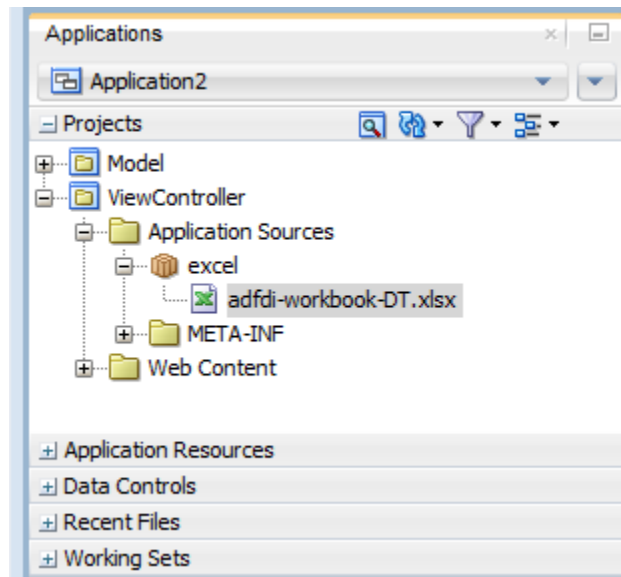 Applications
Application2
Projects
Model
ViewController
Application Sources
excel
adfdi-workbook-DT.xlsx
META-INF
Web Content
Application Resources
Data Controls
Recent Files
Working Sets